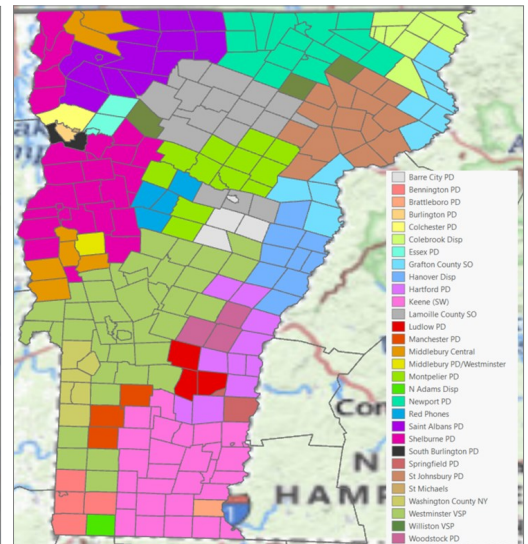 Barre City PD
Bennington PD
Brattleboro PD
Burlington PD
Colchester PD
Colebrook Disp
Essex PD
Grafton County SO
Hanover Disp
Hartford PD
Keene (SW)
Lamoille County SO
Ludlow PD
Manchester PD
Middlebury Central
Middlebury PD/Westminster
Montpelier PD
N Adams Disp
Newport PD
Red Phones
Saint Albans PD
Shelburne PD
South Burlington PD
Springfield PD
St Johnsbury PD
St Michaels
Washington County NY
Westminster VSP
Williston VSP
Woodstock PD
Con
N
HAMP